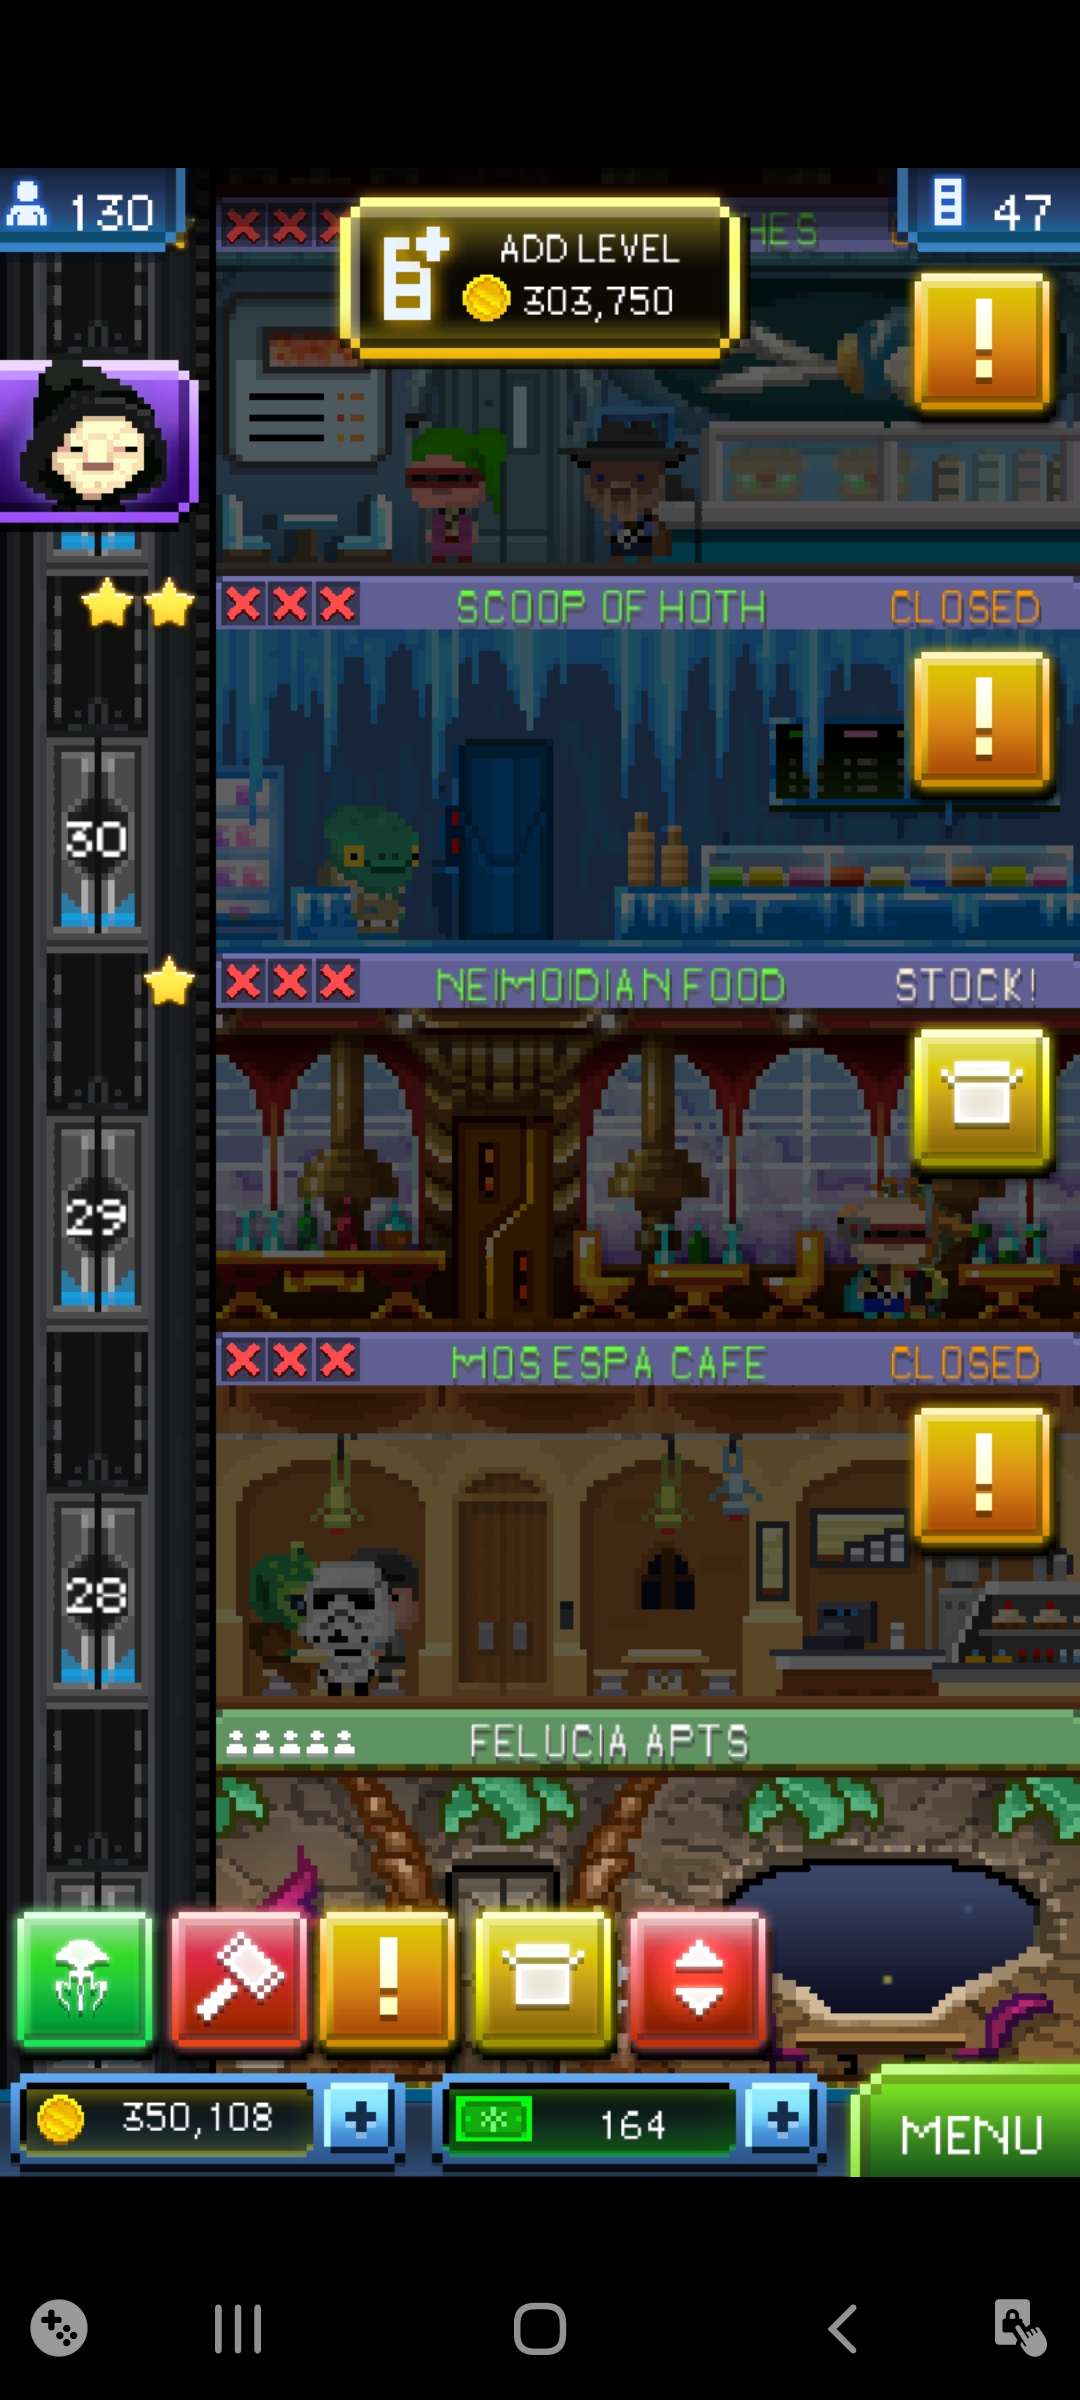 130
47
ADD LEVEL
303,750
SCOOP OF HOTH
CLOSED
30
NEIMOIDIAN FOOD
STOCK!
29
MOS ESPA CAFE
CLOSED
28
FELUCIA APTS
350,108
164
MENU